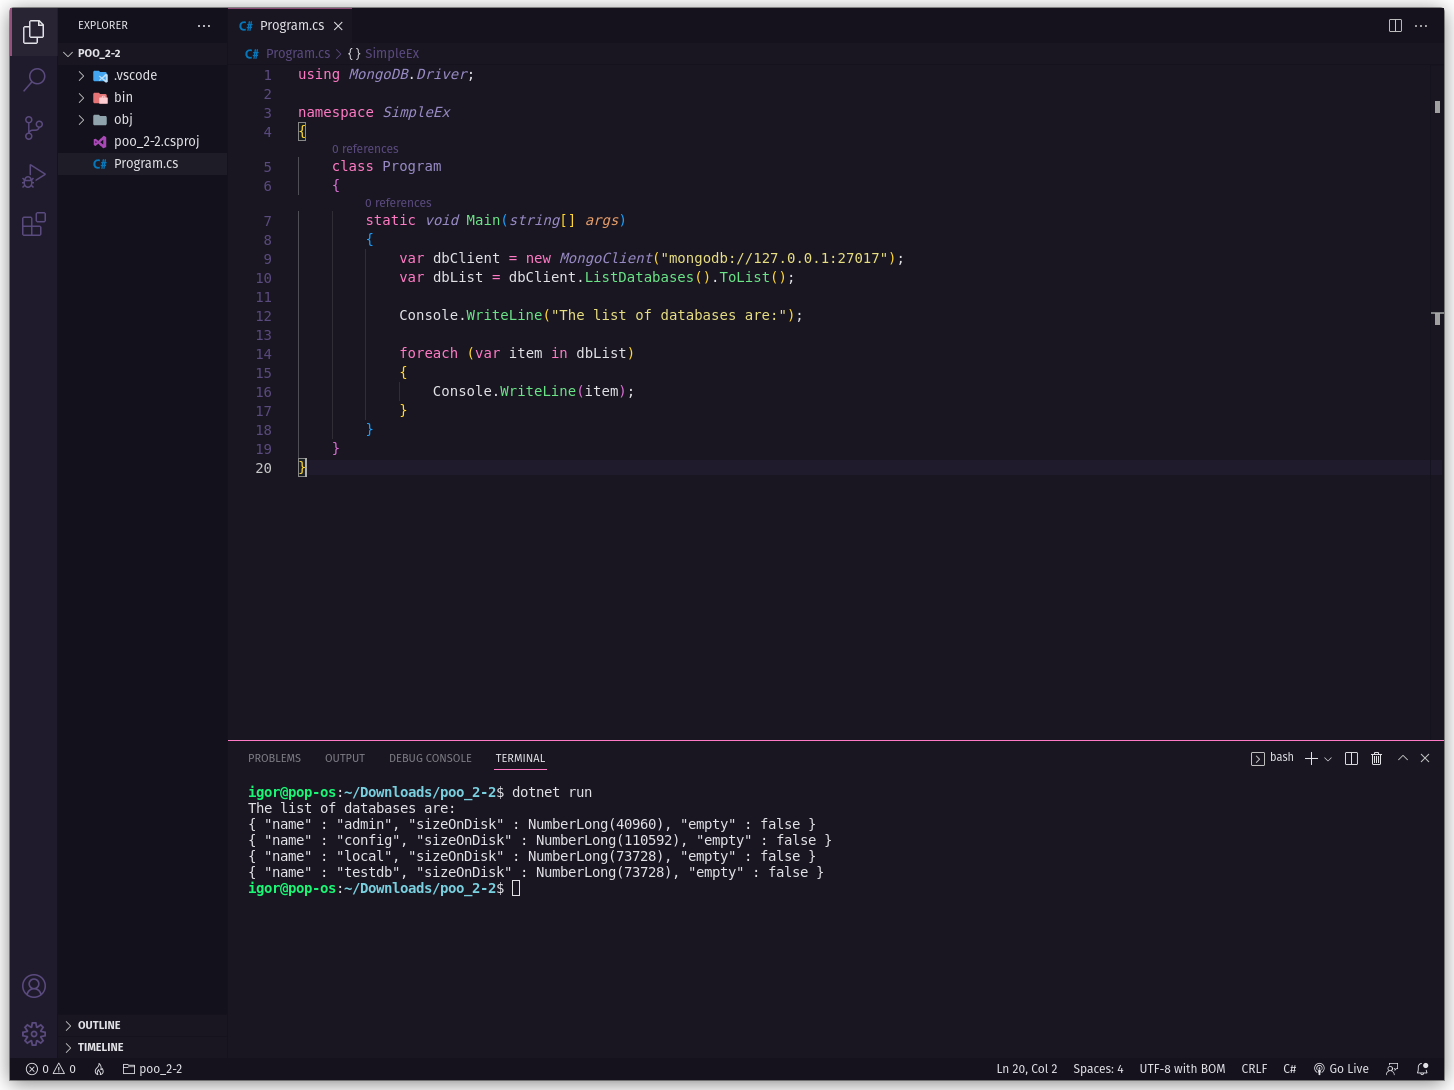 EXPLORER
POO_2-2
.vscode
bin
obj
poo_2-2.csproj
C# Program.cs
C# Program.cs
C# Program.cs > {} SimpleEx
1 using MongoDB.Driver;
2
3 namespace SimpleEx
4 {
0 references
5 class Program
6 {
0 references
7 static void Main(string[] args)
8 {
9 var dbClient = new MongoClient("mongodb://127.0.0.1:27017");
10 var dbList = dbClient.ListDatabases().ToList();
11
12 Console.WriteLine("The list of databases are:");
13
14 foreach (var item in dbList)
15 {
16 Console.WriteLine(item);
17 }
18 }
19 }
20 }
PROBLEMS OUTPUT DEBUG CONSOLE TERMINAL bash
igor@pop-os:~/Downloads/poo_2-2$ dotnet run
The list of databases are:
{ "name" : "admin", "sizeOnDisk" : NumberLong(40960), "empty" : false }
{ "name" : "config", "sizeOnDisk" : NumberLong(110592), "empty" : false }
{ "name" : "local", "sizeOnDisk" : NumberLong(73728), "empty" : false }
{ "name" : "testdb", "sizeOnDisk" : NumberLong(73728), "empty" : false }
igor@pop-os:~/Downloads/poo_2-2$
OUTLINE
TIMELINE
0 0 poo_2-2 Ln 20, Col 2 Spaces: 4 UTF-8 with BOM CRLF C# Go Live